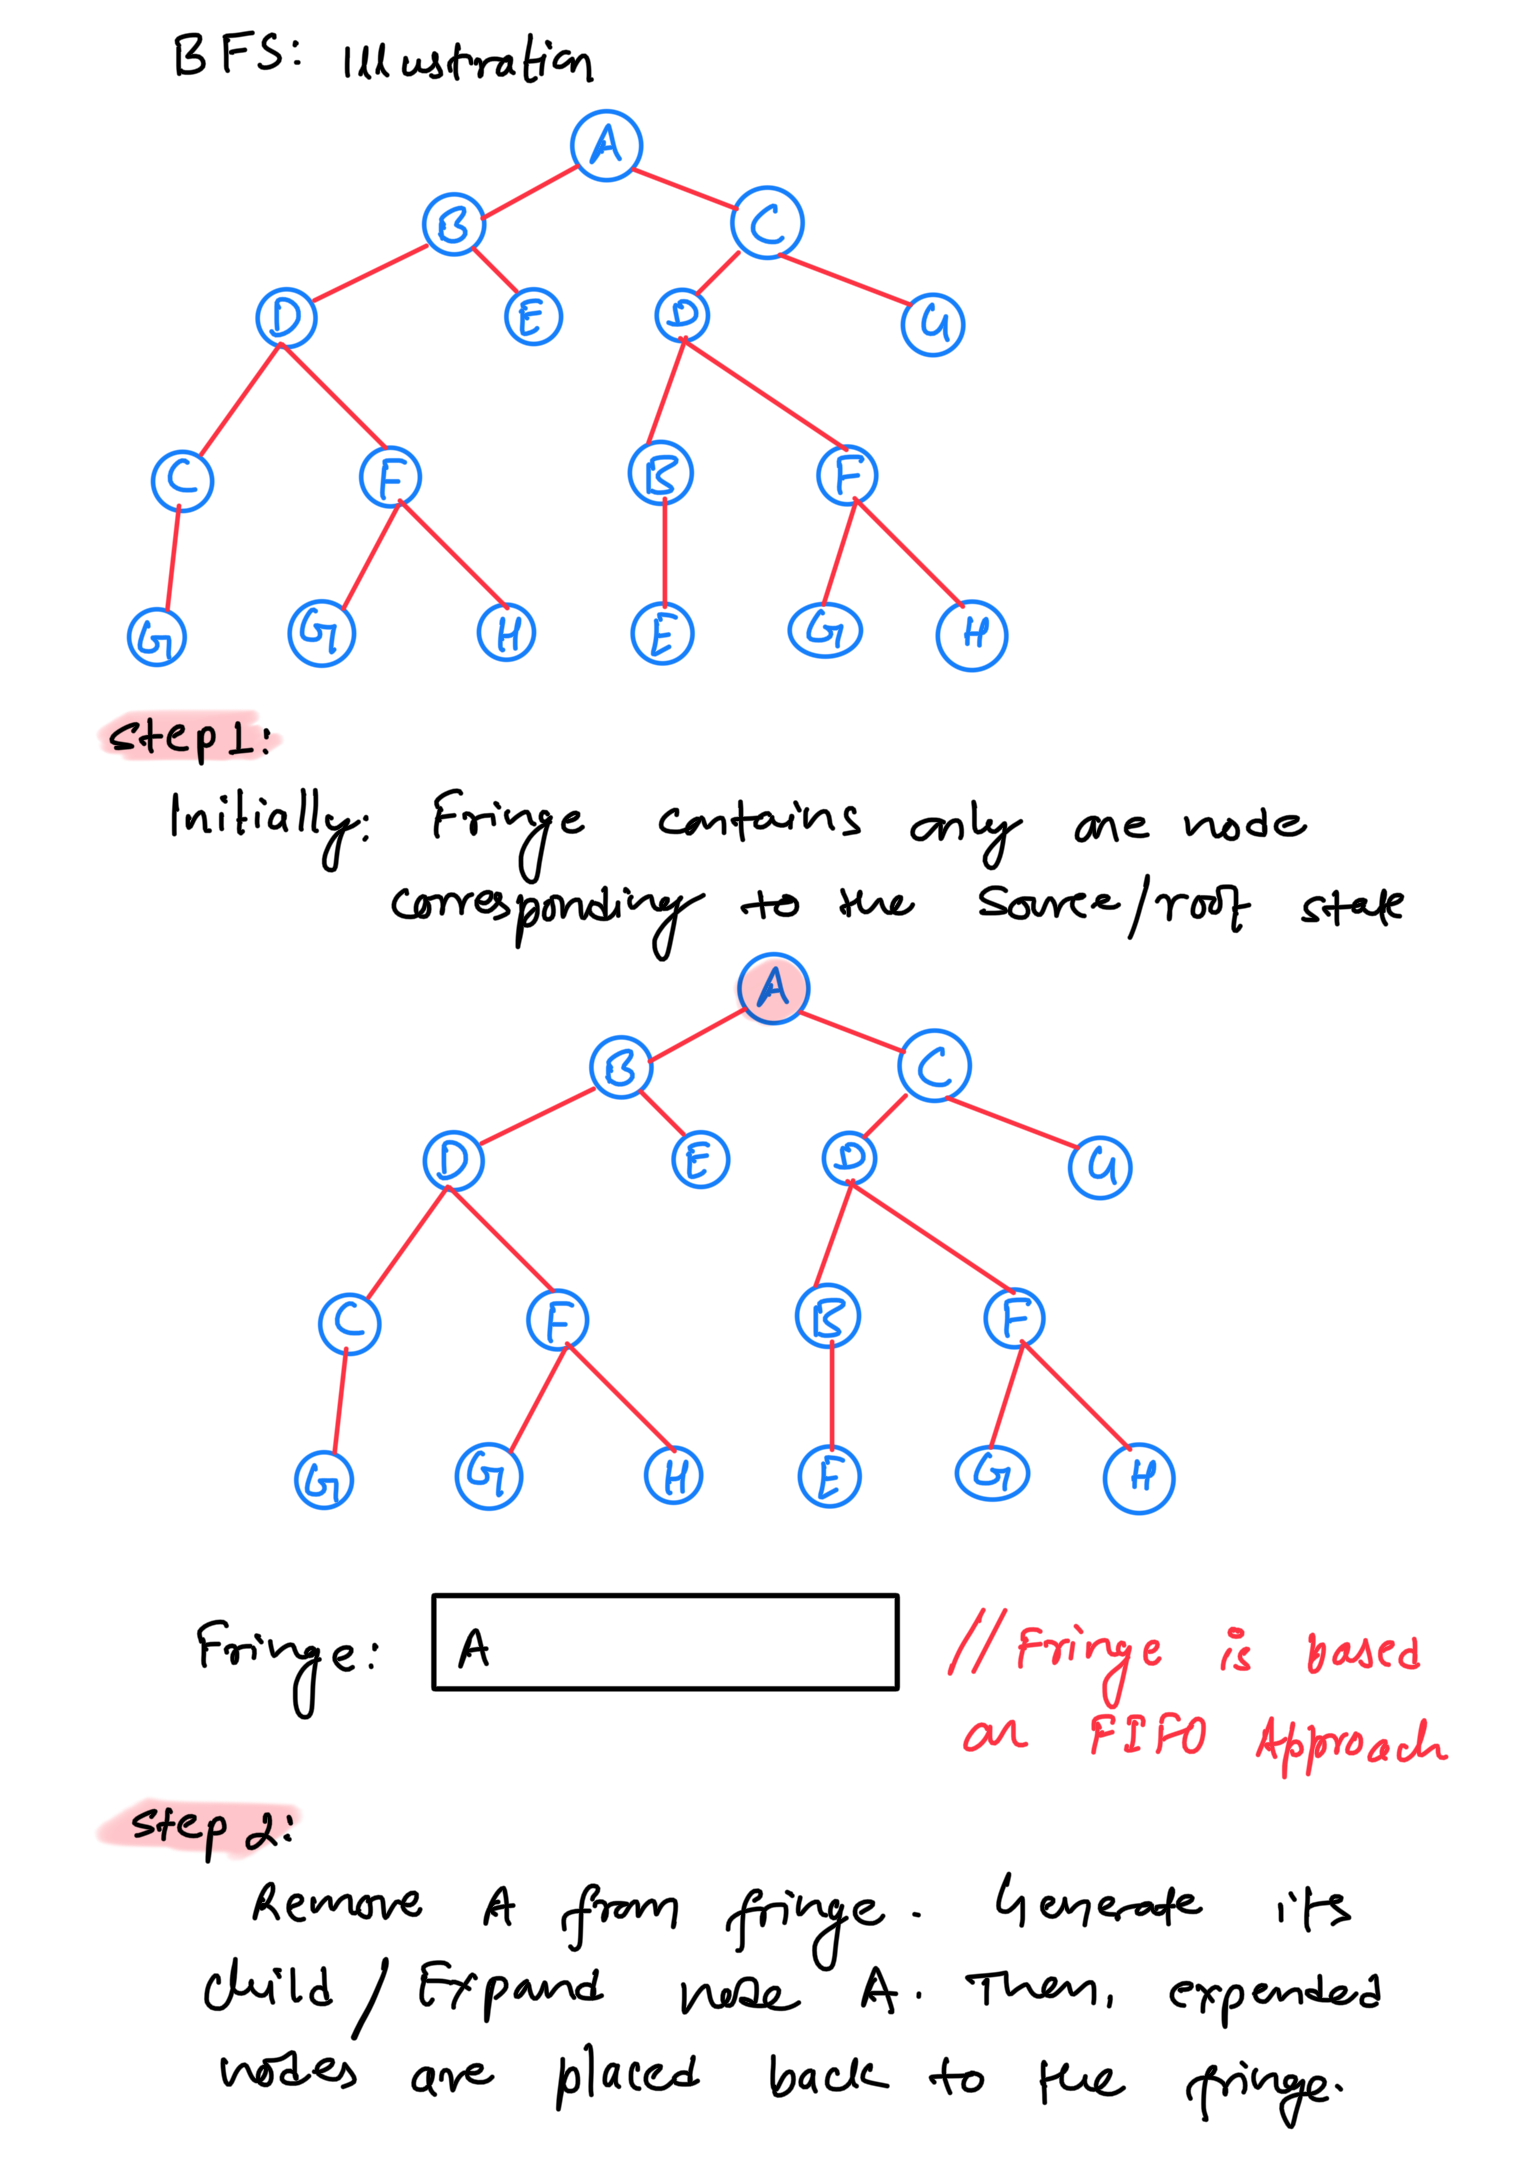 BFS: Illustration
A
B C
D E D G
C F B F
G G H E G H
step 1:
Initially: Fringe contains only one node
corresponding to the source/root state
A
B C
D E D G
C F B F
G G H E G H
Fringe: A //Fringe is based
on FIFO Approach
step 2:
Remove A from fringe. Generate its
child/Expand node A. Then, expended
nodes are placed back to the fringe.